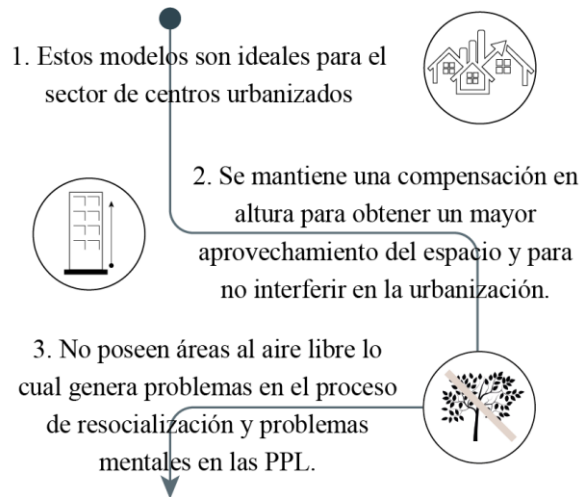 1. Estos modelos son ideales para el
sector de centros urbanizados
2. Se mantiene una compensación en
altura para obtener un mayor
aprovechamiento del espacio y para
no interferir en la urbanización.
3. No poseen áreas al aire libre lo
cual genera problemas en el proceso
de resocialización y problemas
mentales en las PPL.